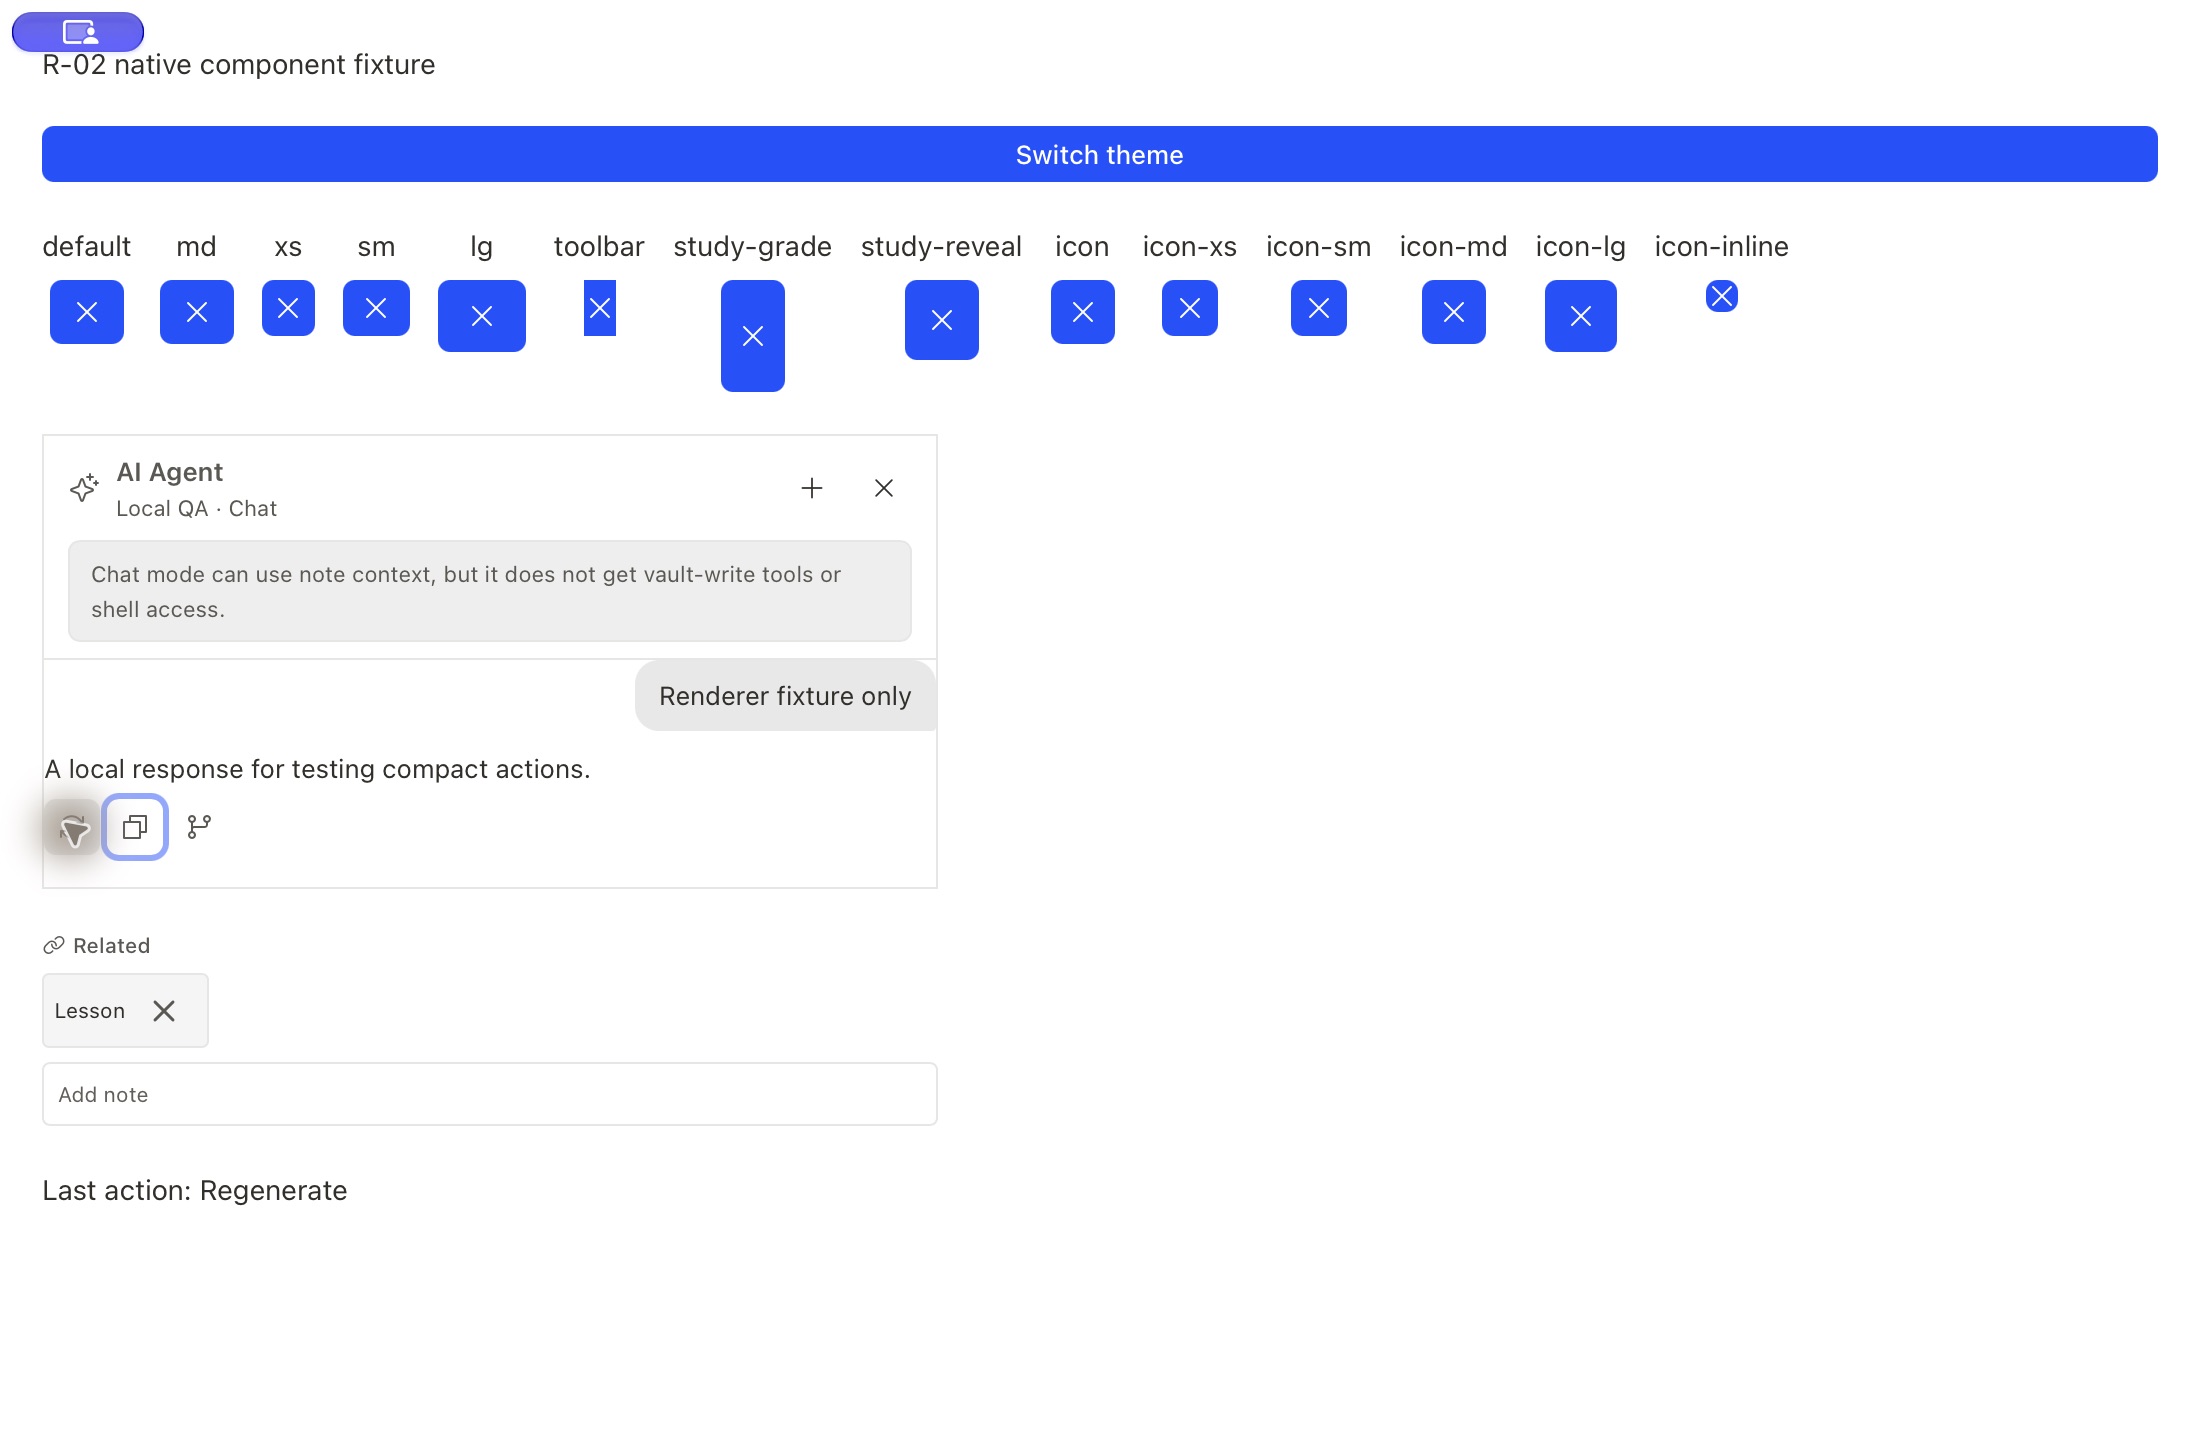 R-02 native component fixture
Switch theme
default md xs sm lg toolbar study-grade study-reveal icon icon-xs icon-sm icon-md icon-lg icon-inline
AI Agent
Local QA · Chat
Chat mode can use note context, but it does not get vault-write tools or
shell access.
Renderer fixture only
A local response for testing compact actions.
Related
Lesson
Add note
Last action: Regenerate